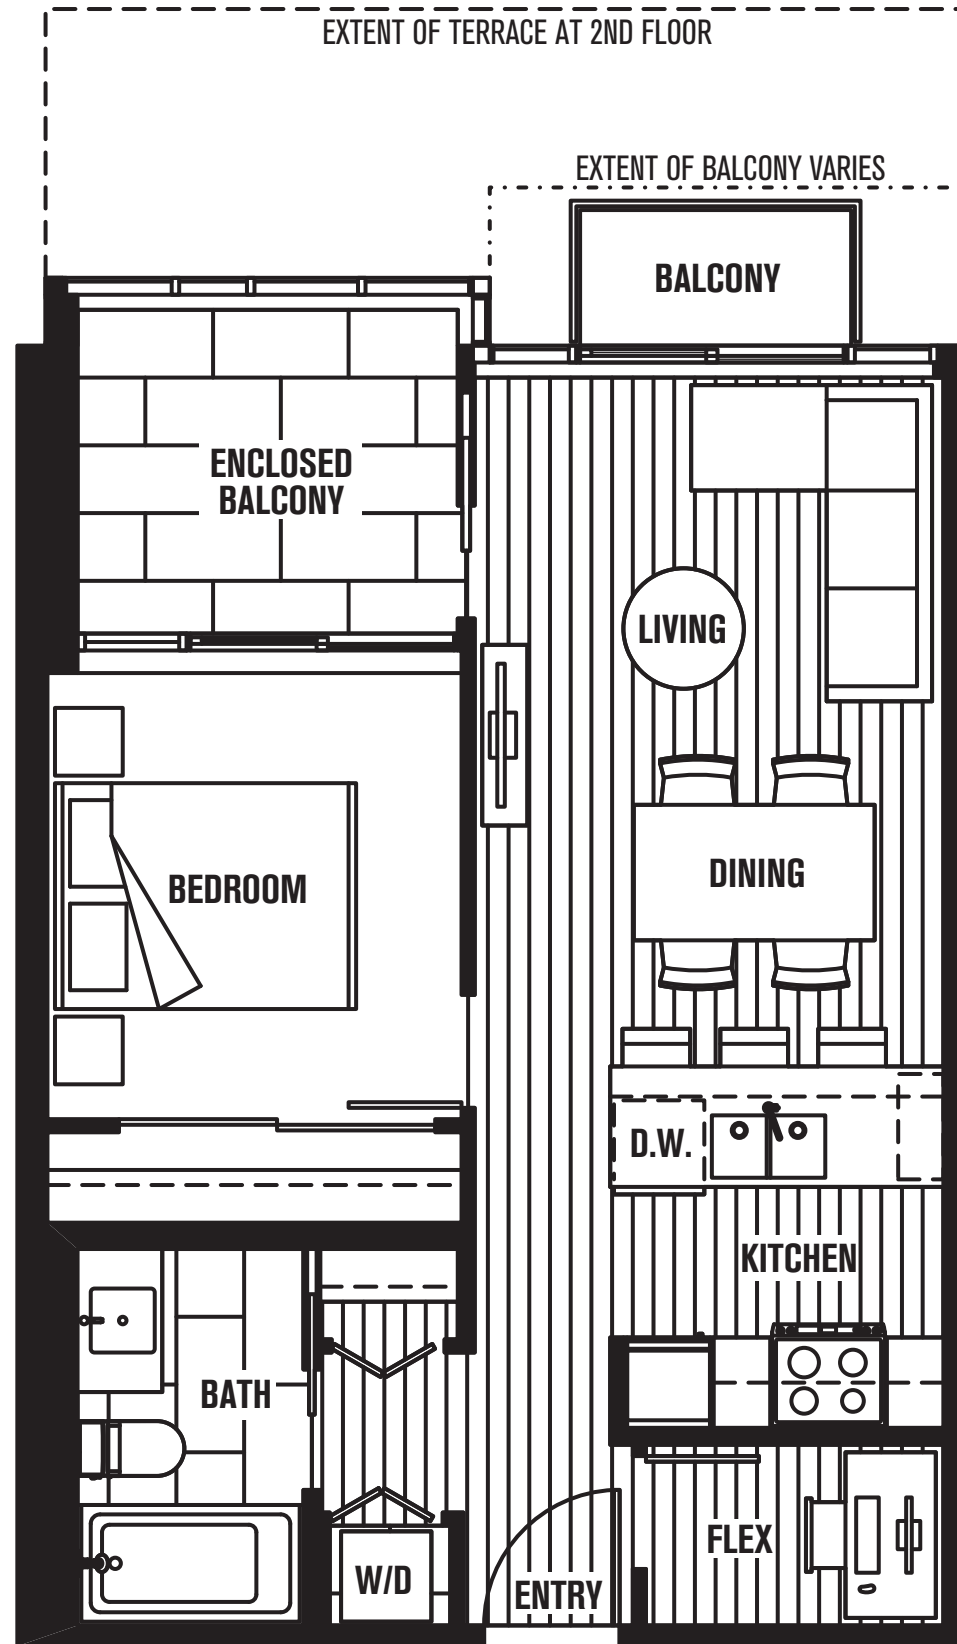 EXTENT OF TERRACE AT 2ND FLOOR
EXTENT OF BALCONY VARIES
BALCONY
ENCLOSED
BALCONY
LIVING
DINING
BEDROOM
D.W.
KITCHEN
BATH
FLEX
W/D
ENTRY